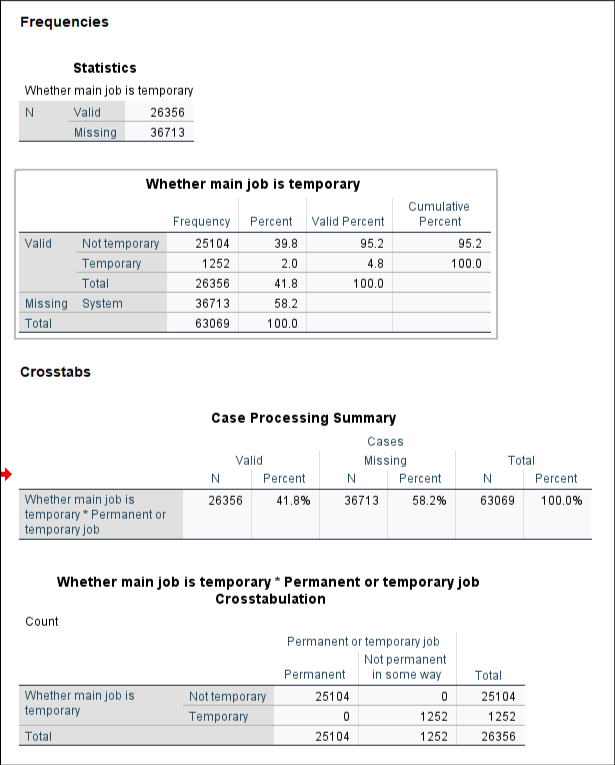 Frequencies
Statistics
Whether main job is temporary
N Valid 26356
Missing 36713
Whether main job is temporary
Frequency Percent Valid Percent Cumulative Percent
Valid Not temporary 25104 39.8 95.2 95.2
Temporary 1252 2.0 4.8 100.0
Total 26356 41.8 100.0
Missing System 36713 58.2
Total 63069 100.0
Crosstabs
Case Processing Summary
Cases
Valid Missing Total
N Percent N Percent N Percent
Whether main job is temporary * Permanent or temporary job 26356 41.8% 36713 58.2% 63069 100.0%
Whether main job is temporary * Permanent or temporary job
Crosstabulation
Count
Permanent or temporary job
Permanent Not permanent in some way Total
Whether main job is temporary Not temporary 25104 0 25104
Temporary 0 1252 1252
Total 25104 1252 26356